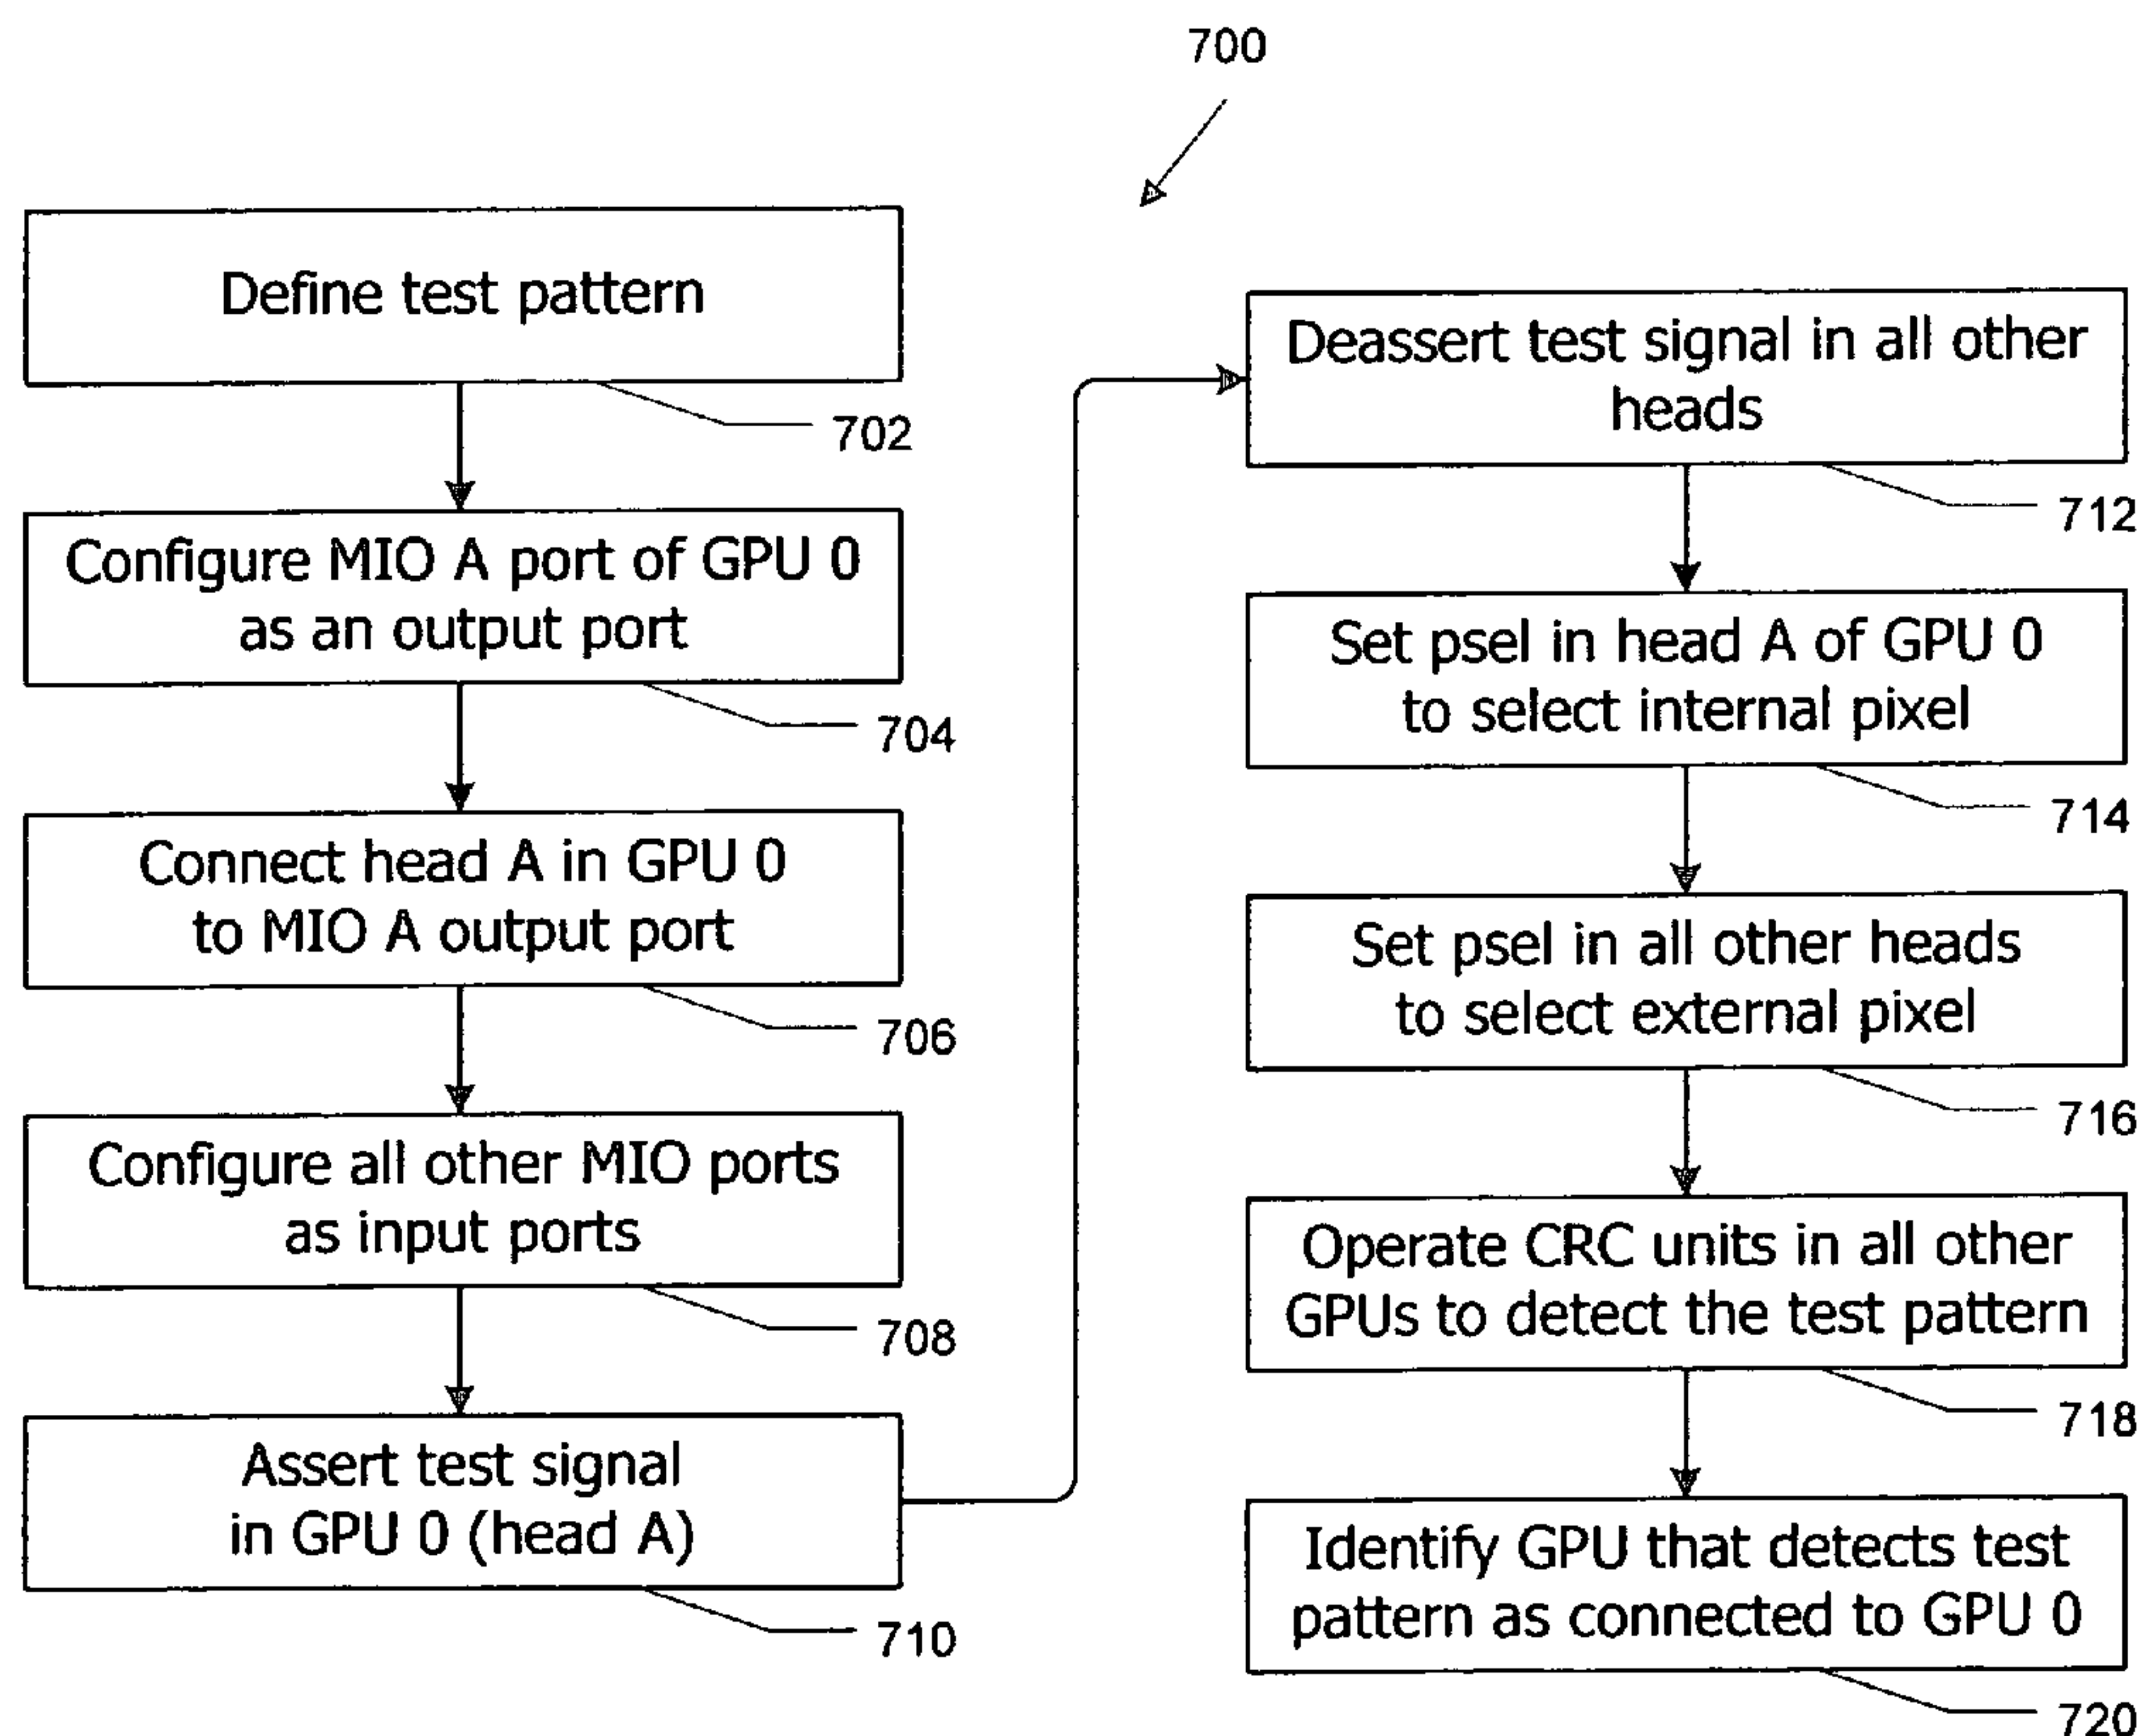 700
Define test pattern
702
Configure MIO A port of GPU 0
as an output port
704
Connect head A in GPU 0
to MIO A output port
706
Configure all other MIO ports
as input ports
708
Assert test signal
in GPU 0 (head A)
710
Deassert test signal in all other
heads
712
Set psel in head A of GPU 0
to select internal pixel
714
Set psel in all other heads
to select external pixel
716
Operate CRC units in all other
GPUs to detect the test pattern
718
Identify GPU that detects test
pattern as connected to GPU 0
720